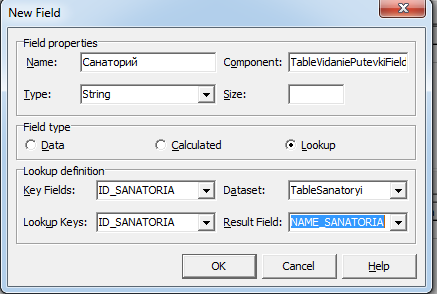 New Field
Field properties
Name: Санаторий Component: TableVidaniePutevkiField
Type: String Size:
Field type
Data Calculated Lookup
Lookup definition
Key Fields: ID_SANATORIA Dataset: TableSanatoryi
Lookup Keys: ID_SANATORIA Result Field: NAME_SANATORIA
OK Cancel Help